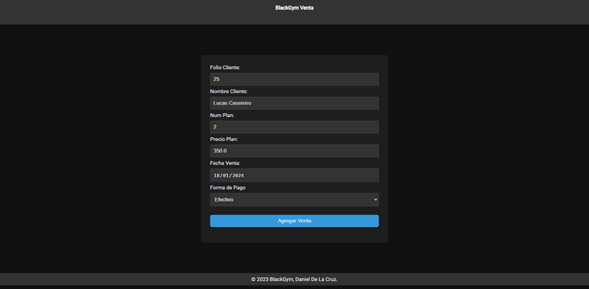 BlackGym Venta
Folio Cliente:
25
Nombre Cliente:
Lucas Casemiro
Num Plan:
2
Precio Plan:
350.0
Fecha Venta:
18/01/2024
Forma de Pago
Efectivo
Agregar Venta
© 2023 BlackGym, Daniel De La Cruz.